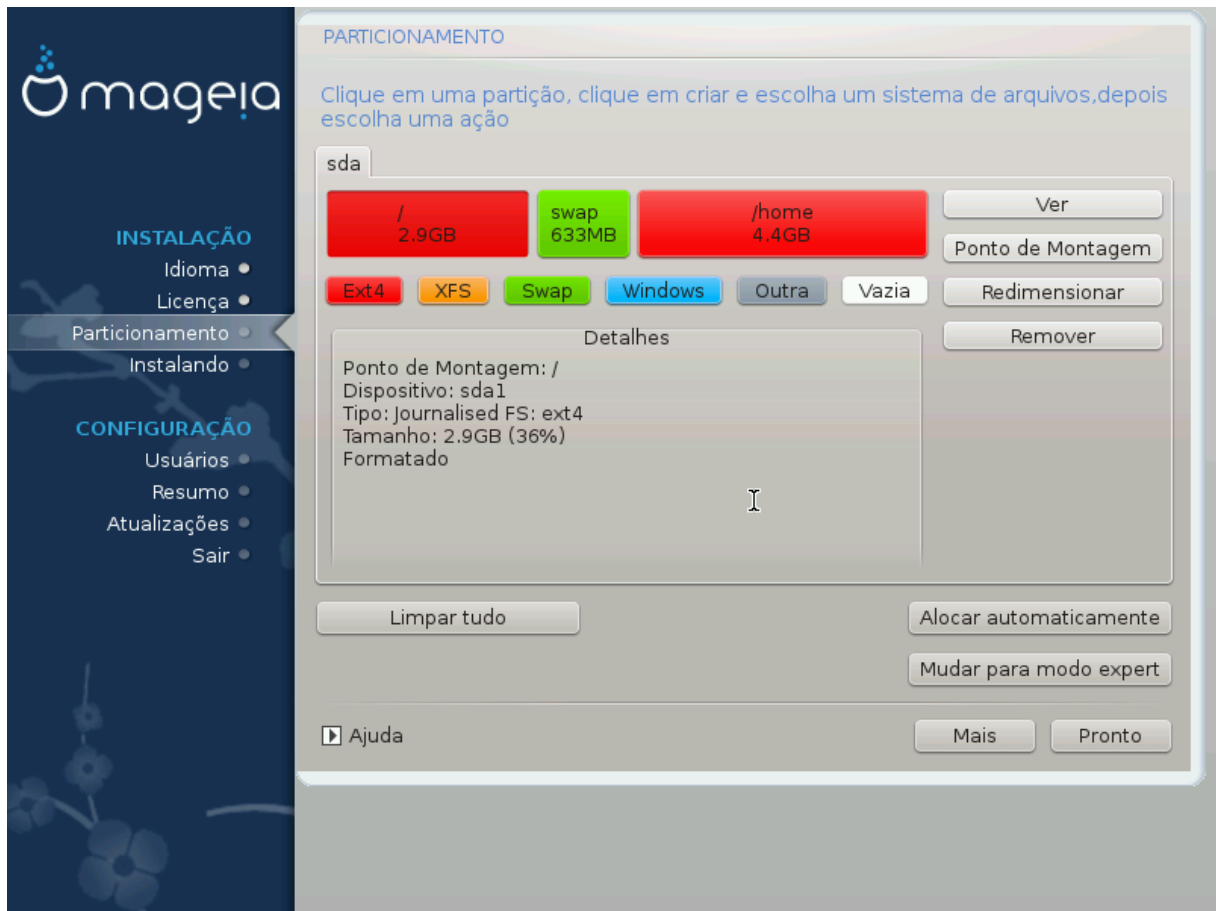 mageia
INSTALAÇÃO
Idioma
Licença
Particionamento
Instalando
CONFIGURAÇÃO
Usuários
Resumo
Atualizações
Sair
PARTICIONAMENTO
Clique em uma partição, clique em criar e escolha um sistema de arquivos,depois
escolha uma ação
sda
/
2.9GB
swap
633MB
/home
4.4GB
Ext4 XFS Swap Windows Outra Vazia
Ver
Ponto de Montagem
Redimensionar
Remover
Detalhes
Ponto de Montagem: /
Dispositivo: sda1
Tipo: Journalised FS: ext4
Tamanho: 2.9GB (36%)
Formatado
Limpar tudo
Alocar automaticamente
Mudar para modo expert
Ajuda
Mais
Pronto